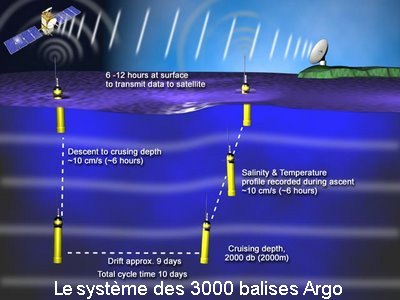 6 -12 hours at surface
to transmit data to satellite
Descent to crusing depth
~10 cm/s (~6 hours)
Salinity & Temperature
profile recorded during ascent
~10 cm/s (~6 hours)
Cruising depth,
2000 db (2000m)
Drift approx. 9 days
Total cycle time 10 days
Le système des 3000 balises Argo